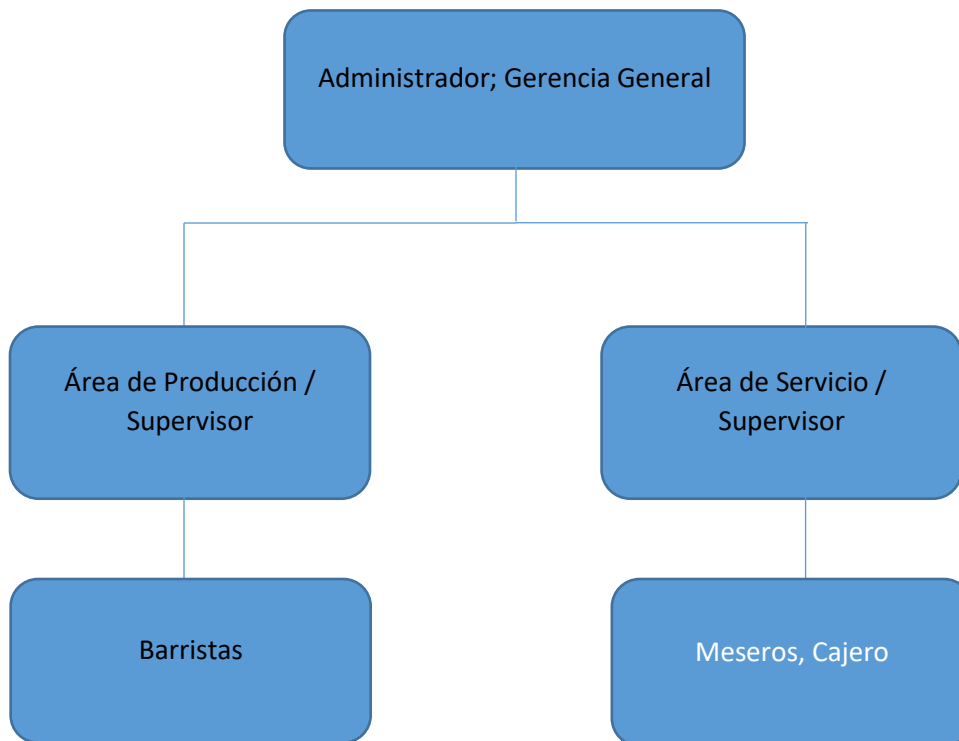 Administrador; Gerencia General
Área de Producción /
Supervisor
Área de Servicio /
Supervisor
Barristas
Meseros, Cajero